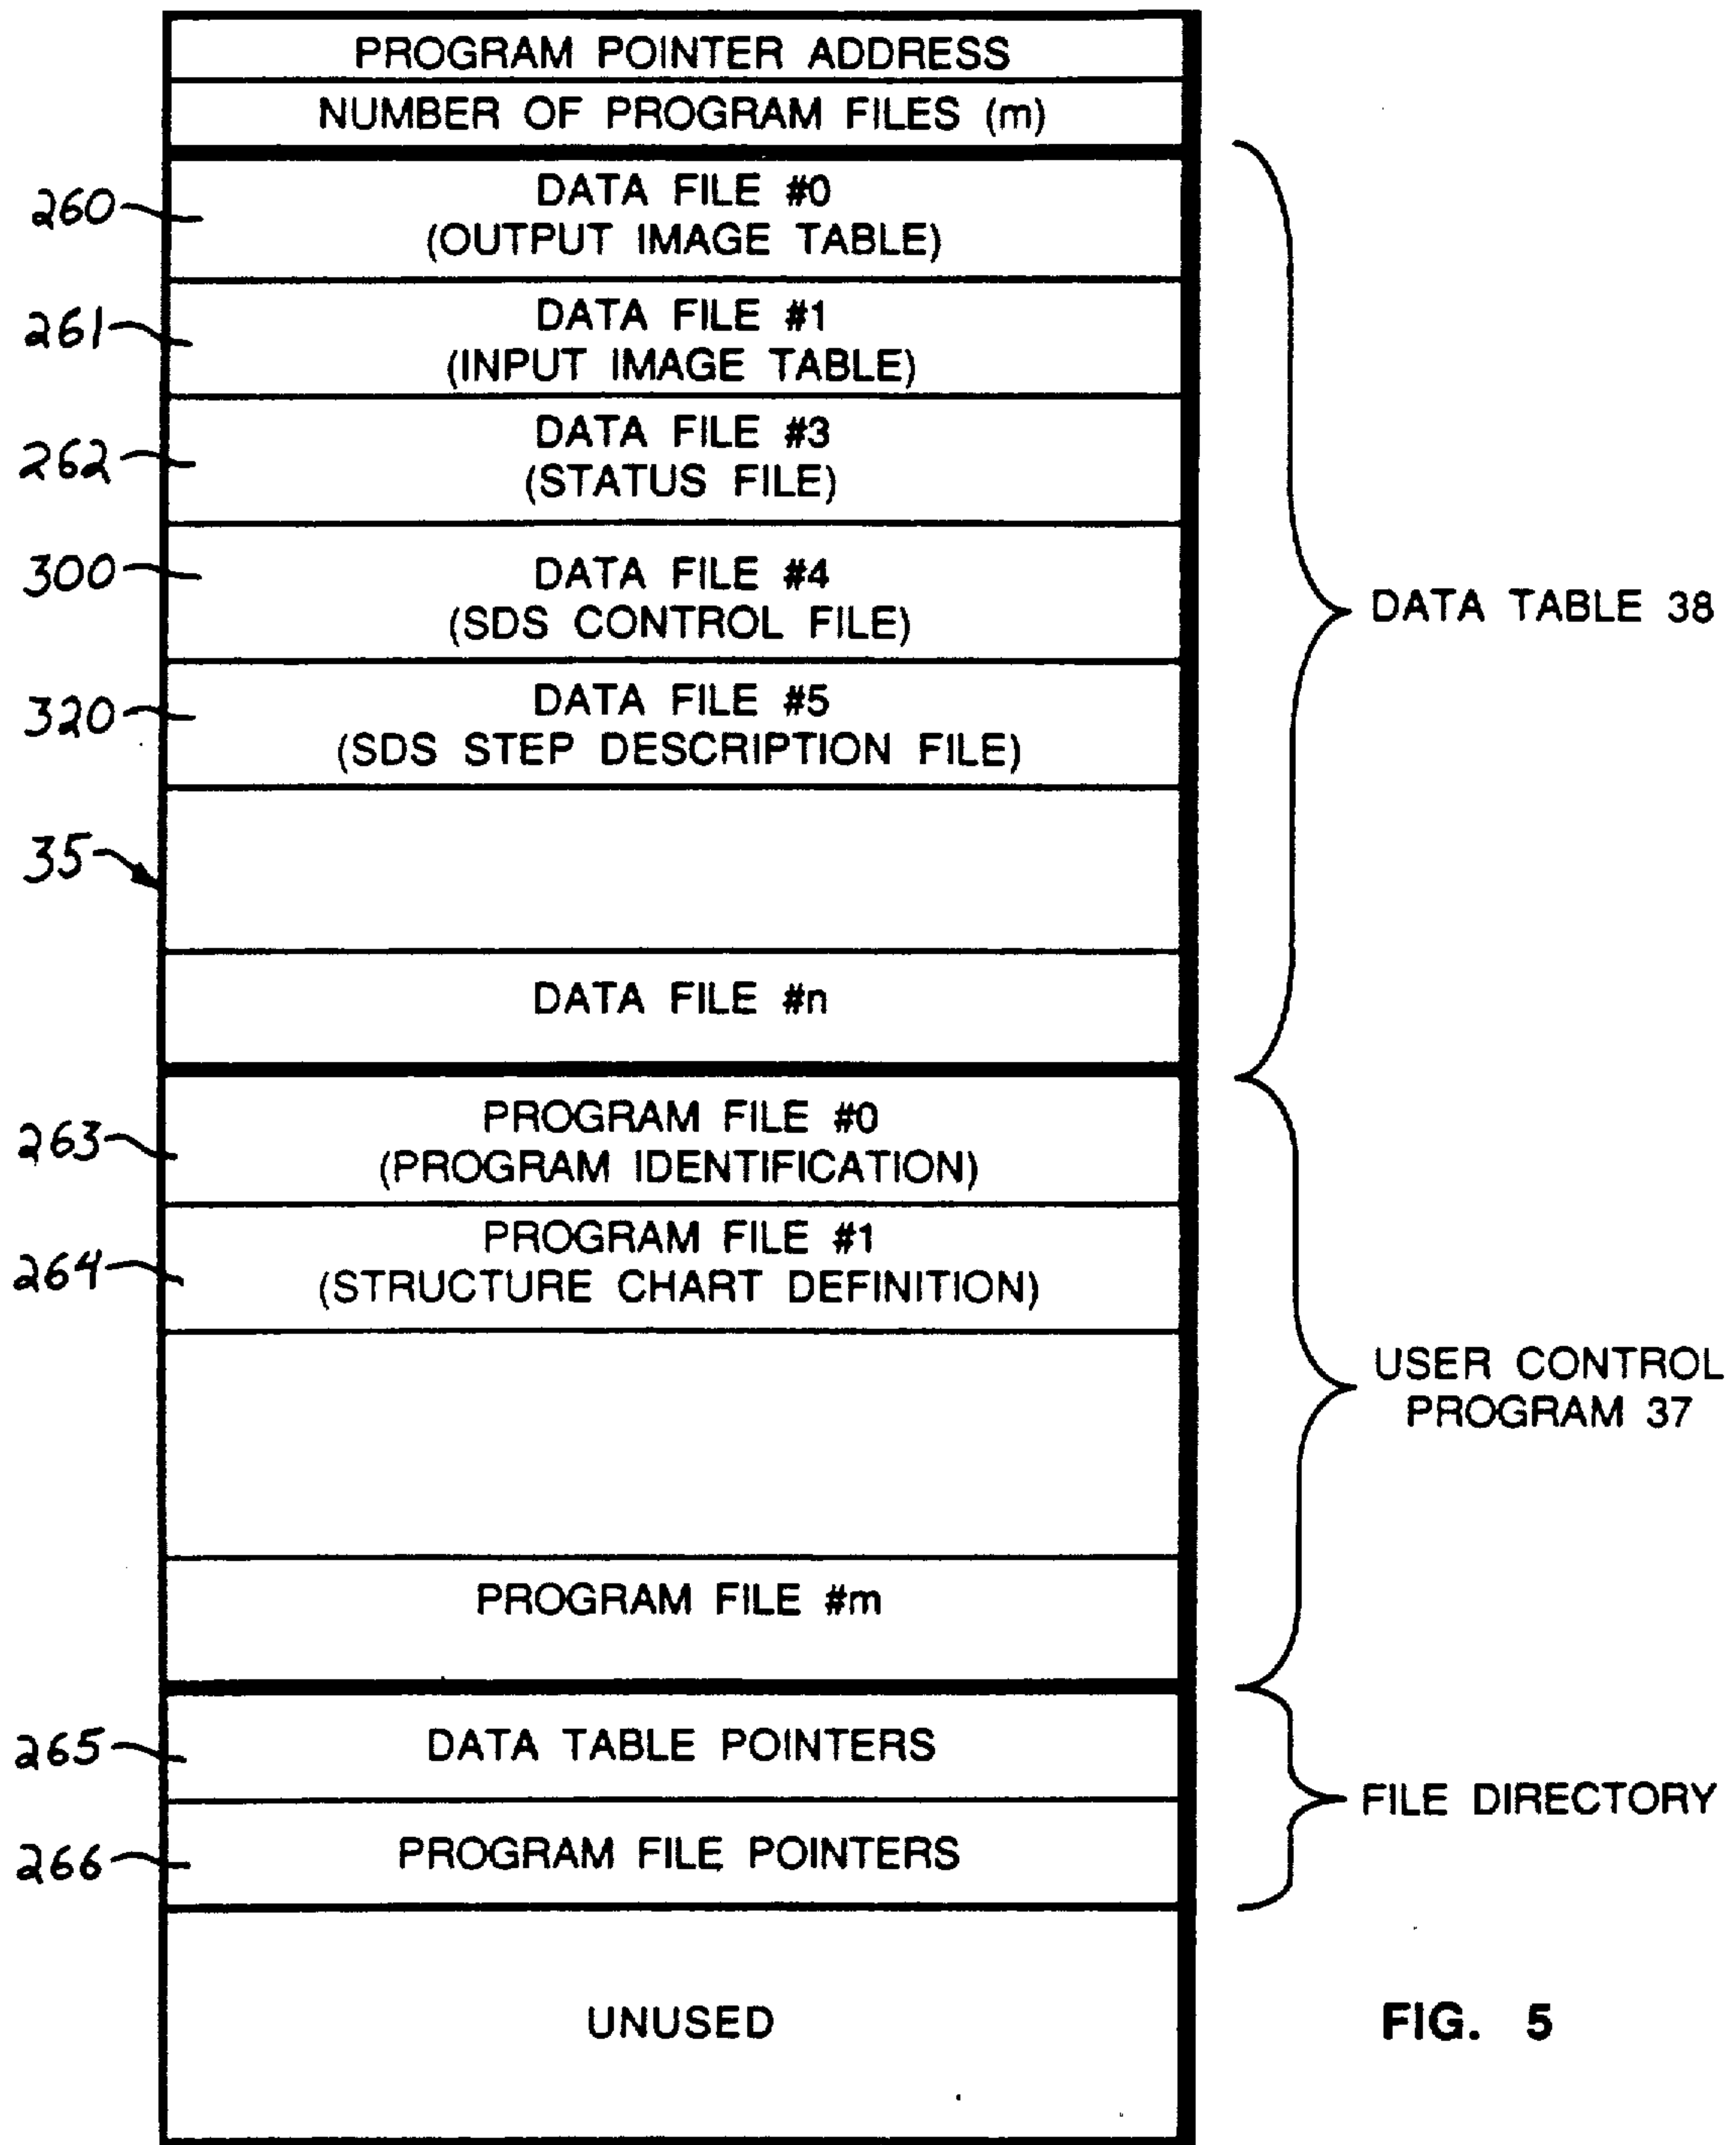 PROGRAM POINTER ADDRESS
NUMBER OF PROGRAM FILES (m)
260
DATA FILE #0
(OUTPUT IMAGE TABLE)
261
DATA FILE #1
(INPUT IMAGE TABLE)
262
DATA FILE #3
(STATUS FILE)
300
DATA FILE #4
(SDS CONTROL FILE)
DATA TABLE 38
320
DATA FILE #5
(SDS STEP DESCRIPTION FILE)
35
DATA FILE #n
263
PROGRAM FILE #0
(PROGRAM IDENTIFICATION)
264
PROGRAM FILE #1
(STRUCTURE CHART DEFINITION)
USER CONTROL
PROGRAM 37
PROGRAM FILE #m
265
DATA TABLE POINTERS
FILE DIRECTORY
266
PROGRAM FILE POINTERS
UNUSED
FIG. 5